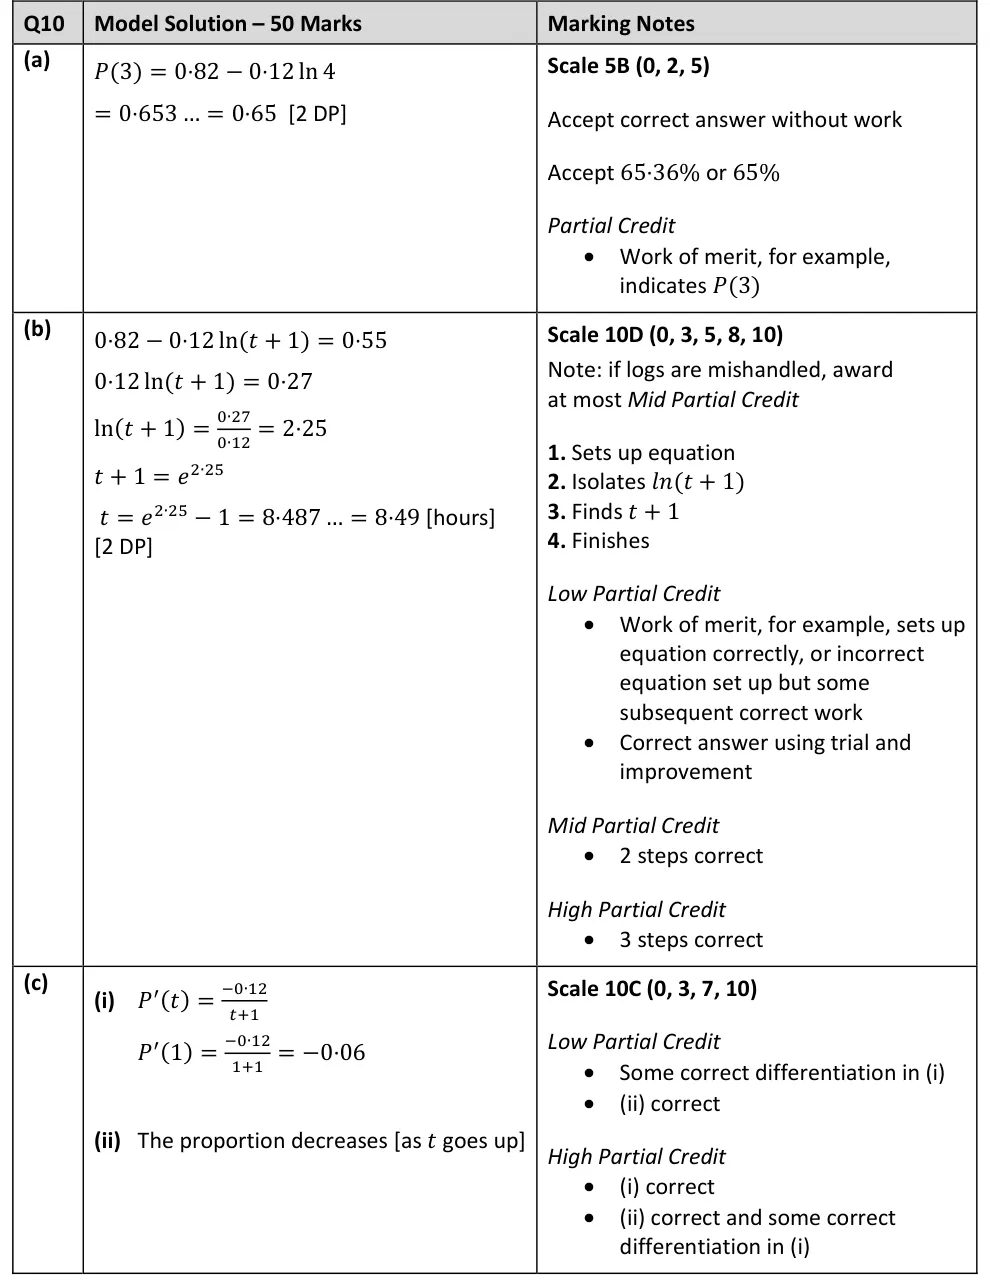 Q10 Model Solution – 50 Marks Marking Notes
(a)
P(3) = 0·82 − 0·12 ln 4
= 0·653 … = 0·65 [2 DP]
Scale 5B (0, 2, 5)
Accept correct answer without work
Accept 65·36% or 65%
Partial Credit
• Work of merit, for example,
indicates P(3)
(b)
0·82 − 0·12 ln(t + 1) = 0·55
0·12 ln(t + 1) = 0·27
ln(t + 1) = 0·27/0·12 = 2·25
t + 1 = e^2·25
t = e^2·25 − 1 = 8·487 … = 8·49 [hours]
[2 DP]
Scale 10D (0, 3, 5, 8, 10)
Note: if logs are mishandled, award
at most Mid Partial Credit
1. Sets up equation
2. Isolates ln(t + 1)
3. Finds t + 1
4. Finishes
Low Partial Credit
• Work of merit, for example, sets up
equation correctly, or incorrect
equation set up but some
subsequent correct work
• Correct answer using trial and
improvement
Mid Partial Credit
• 2 steps correct
High Partial Credit
• 3 steps correct
(c)
(i) P′(t) = −0·12/t+1
P′(1) = −0·12/1+1 = −0·06
(ii) The proportion decreases [as t goes up]
Scale 10C (0, 3, 7, 10)
Low Partial Credit
• Some correct differentiation in (i)
• (ii) correct
High Partial Credit
• (i) correct
• (ii) correct and some correct
differentiation in (i)